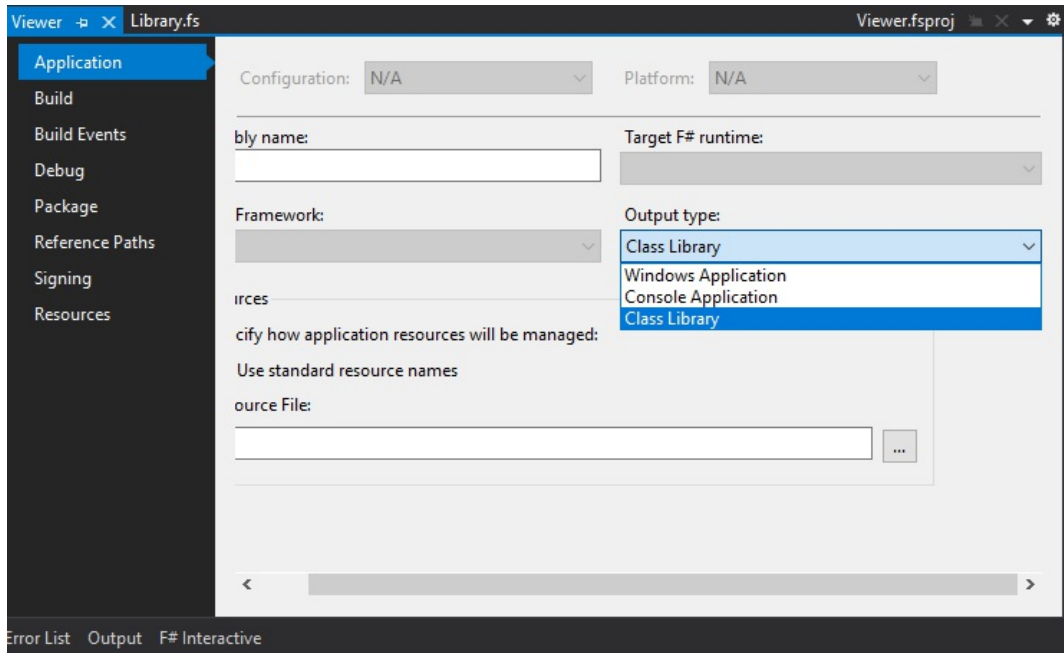 Viewer Library.fs Viewer.fsproj
Application
Build
Build Events
Debug
Package
Reference Paths
Signing
Resources
Configuration: N/A Platform: N/A
bly name: Target F# runtime:
Framework: Output type:
Class Library
Windows Application
Console Application
Class Library
urces
cify how application resources will be managed:
Use standard resource names
ource File:
...
Error List Output F# Interactive